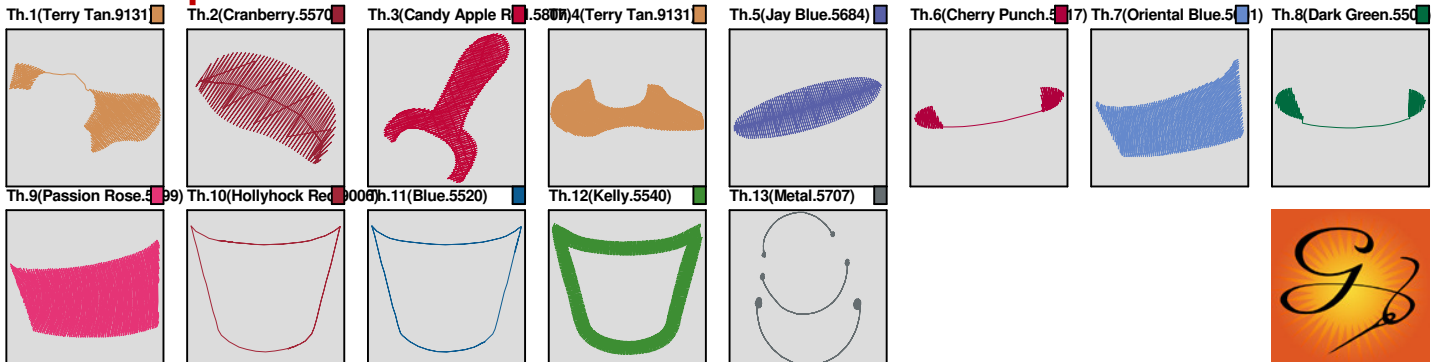 Th.1(Terry Tan.9131)
Th.2(Cranberry.5570
Th.3(Candy Apple R
.5807)
Th.4(Terry Tan.9131)
Th.5(Jay Blue.5684)
Th.6(Cherry Punch.5
17)
Th.7(Oriental Blue.5
1)
Th.8(Dark Green.550
Th.9(Passion Rose.5
99)
Th.10(Hollyhock Red
9006)
Th.11(Blue.5520)
Th.12(Kelly.5540)
Th.13(Metal.5707)